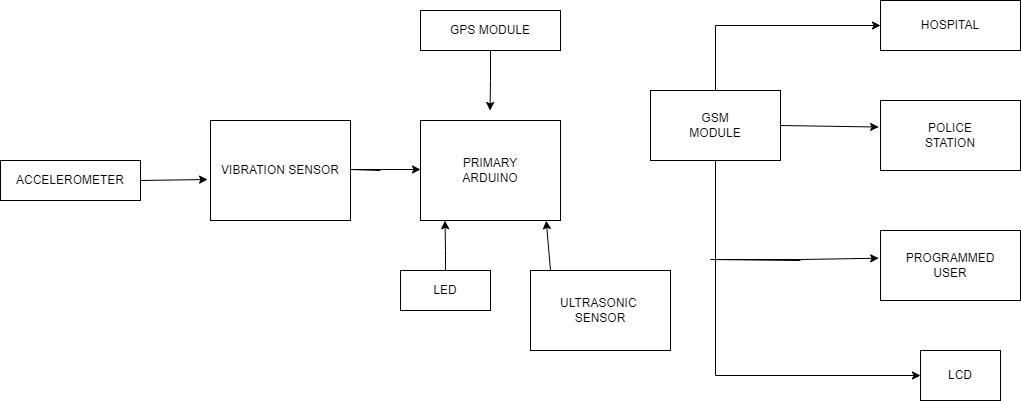 GPS MODULE
HOSPITAL
GSM
MODULE
POLICE
STATION
ACCELEROMETER
VIBRATION SENSOR
PRIMARY
ARDUINO
PROGRAMMED
USER
LED
ULTRASONIC
SENSOR
LCD